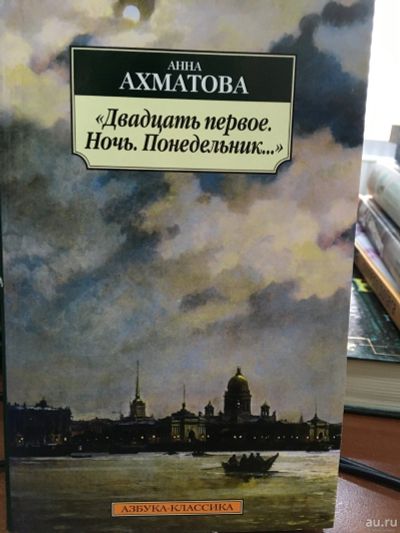 АННА
АХМАТОВА
«Двадцать первое.
Ночь. Понедельник...»
АЗБУКА-КЛАССИКА
au.ru